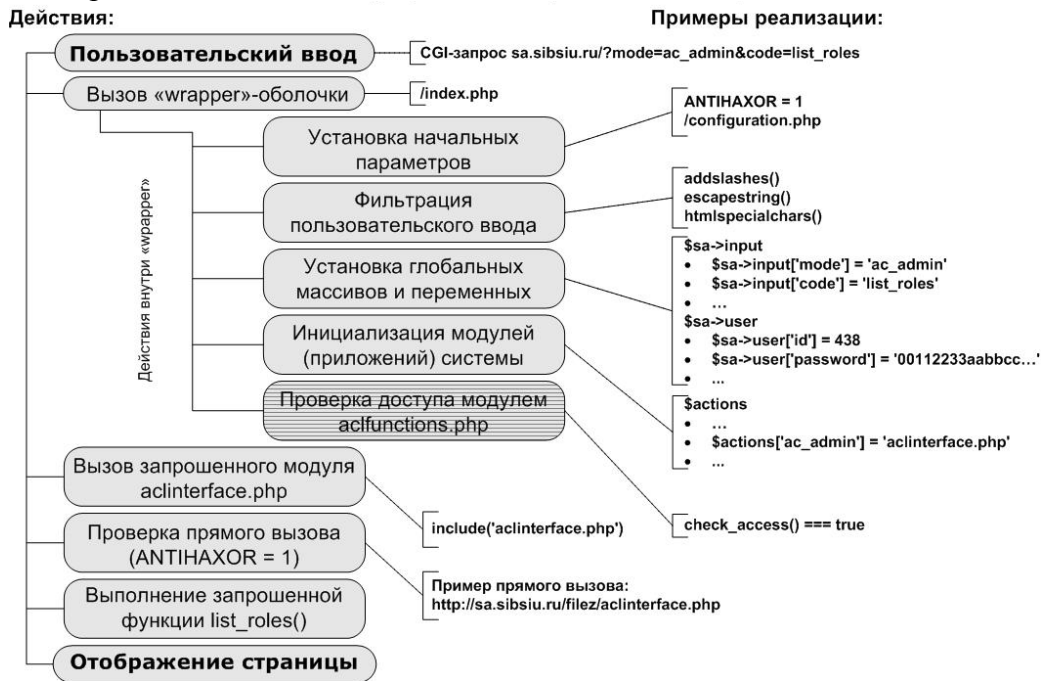 Действия:
Примеры реализации:
Пользовательский ввод
CGI-запрос sa.sibsiu.ru/?mode=ac_admin&code=list_roles
Вызов «wrapper»-оболочки
/index.php
Действия внутри «wpapper»
Установка начальных
параметров
ANTIHAXOR = 1
/configuration.php
Фильтрация
пользовательского ввода
addslashes()
escapestring()
htmlspecialchars()
Установка глобальных
массивов и переменных
$sa->input
• $sa->input['mode'] = 'ac_admin'
• $sa->input['code'] = 'list_roles'
• ...
$sa->user
• $sa->user['id'] = 438
• $sa->user['password'] = '00112233aabbcc...'
• ...
Инициализация модулей
(приложений) системы
$actions
• ...
• $actions['ac_admin'] = 'aclinterface.php'
• ...
Проверка доступа модулем
aclfunctions.php
check_access() === true
Вызов запрошенного модуля
aclinterface.php
include('aclinterface.php')
Проверка прямого вызова
(ANTIHAXOR = 1)
Пример прямого вызова:
http://sa.sibsiu.ru/filez/aclinterface.php
Выполнение запрошенной
функции list_roles()
Отображение страницы